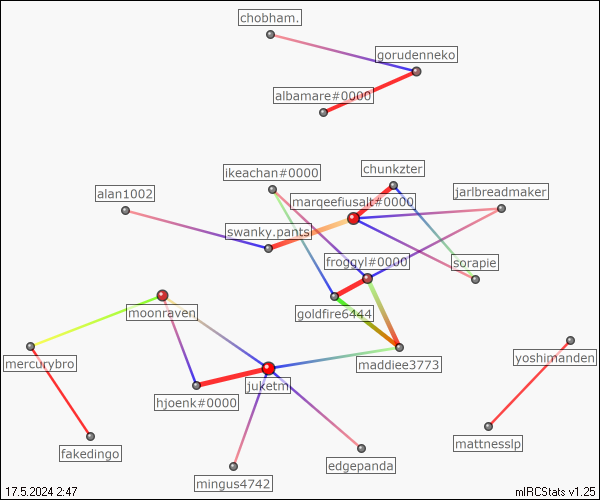 chobham.
gorudenneko
albamare#0000
ikeachan#0000
chunkzter
alan1002
marqeefiusalt#0000
jarlbreadmaker
swanky.pants
froggyl#0000
sorapie
moonraven
goldfire6444
mercurybro
maddiee3773
yoshimanden
juketm
hjoenk#0000
fakedingo
mattnesslp
edgepanda
mingus4742
17.5.2024 2:47
mIRCStats v1.25